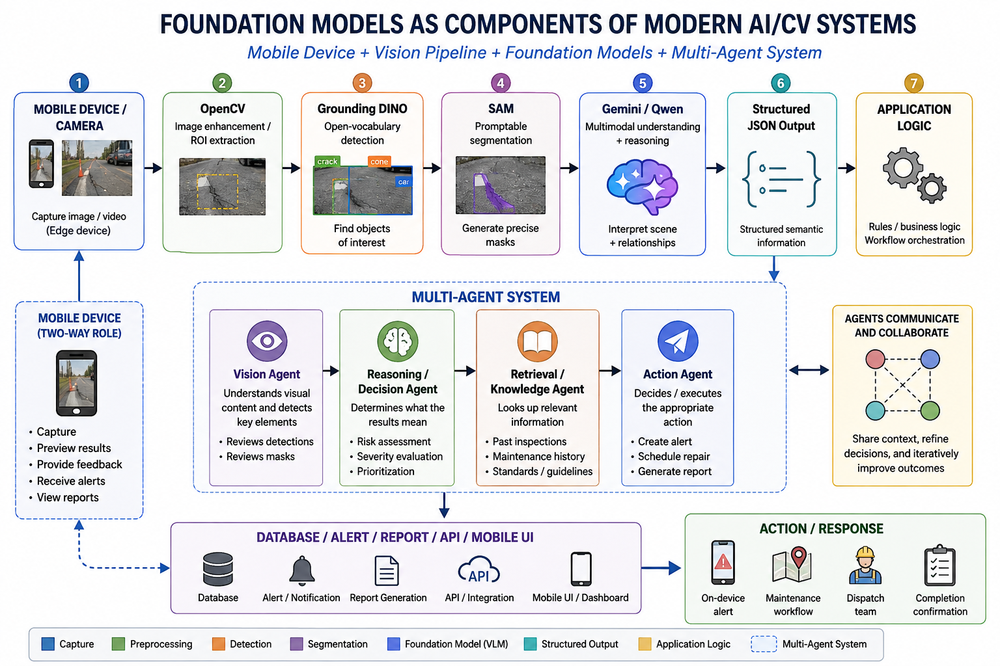 FOUNDATION MODELS AS COMPONENTS OF MODERN AI/CV SYSTEMS
Mobile Device + Vision Pipeline + Foundation Models + Multi-Agent System
1
MOBILE DEVICE /
CAMERA
Capture image / video
(Edge device)
2
OpenCV
Image enhancement /
ROI extraction
3
Grounding DINO
Open-vocabulary
detection
crack
cone
car
Find objects
of interest
4
SAM
Promptable
segmentation
Generate precise
masks
5
Gemini / Qwen
Multimodal understanding
+ reasoning
Interpret scene
+ relationships
6
Structured
JSON Output
Structured semantic
information
7
APPLICATION
LOGIC
Rules / business logic
Workflow orchestration
MOBILE DEVICE
(TWO-WAY ROLE)
• Capture
• Preview results
• Provide feedback
• Receive alerts
• View reports
MULTI-AGENT SYSTEM
Vision Agent
Understands visual
content and detects
key elements
• Reviews detections
• Reviews masks
Reasoning /
Decision Agent
Determines what the
results mean
• Risk assessment
• Severity evaluation
• Prioritization
Retrieval /
Knowledge Agent
Looks up relevant
information
• Past inspections
• Maintenance history
• Standards / guidelines
Action Agent
Decides / executes
the appropriate
action
• Create alert
• Schedule repair
• Generate report
AGENTS COMMUNICATE
AND COLLABORATE
Share context, refine
decisions, and iteratively
improve outcomes
DATABASE / ALERT / REPORT / API / MOBILE UI
Database
Alert / Notification
Report Generation
API
API / Integration
Mobile UI / Dashboard
ACTION / RESPONSE
On-device
alert
Maintenance
workflow
Dispatch
team
Completion
confirmation
Capture
Preprocessing
Detection
Segmentation
Foundation Model (VLM)
Structured Output
Application Logic
Multi-Agent System